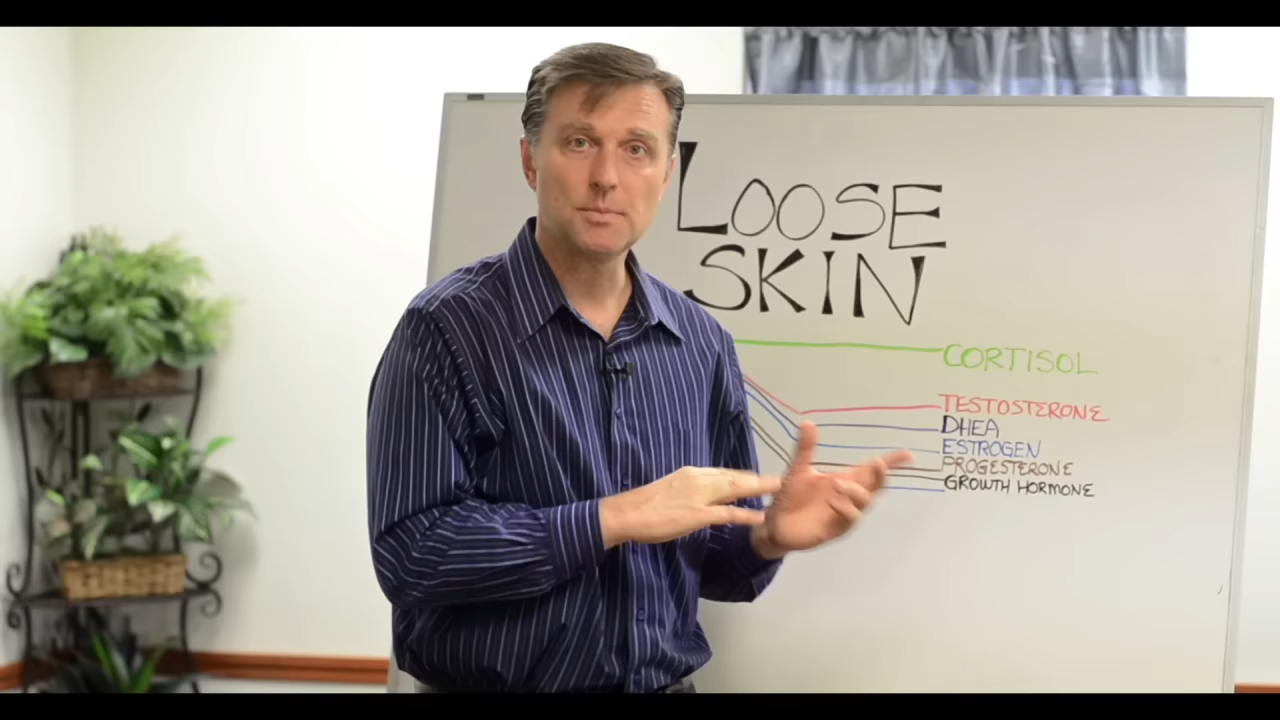 LOOSE
SKIN
CORTISOL
TESTOSTERONE
DHEA
ESTROGEN
PROGESTERONE
GROWTH HORMONE